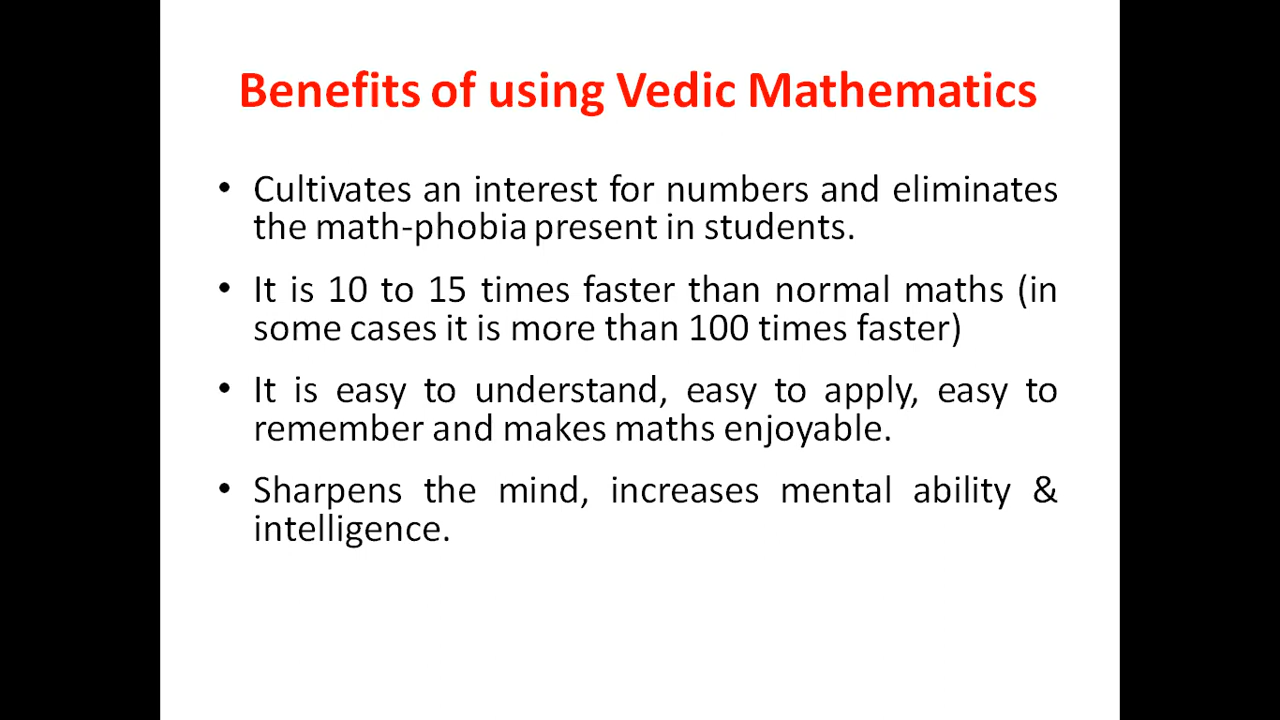 Benefits of using Vedic Mathematics
• Cultivates an interest for numbers and eliminates
the math-phobia present in students.
• It is 10 to 15 times faster than normal maths (in
some cases it is more than 100 times faster)
• It is easy to understand, easy to apply, easy to
remember and makes maths enjoyable.
• Sharpens the mind, increases mental ability &
intelligence.